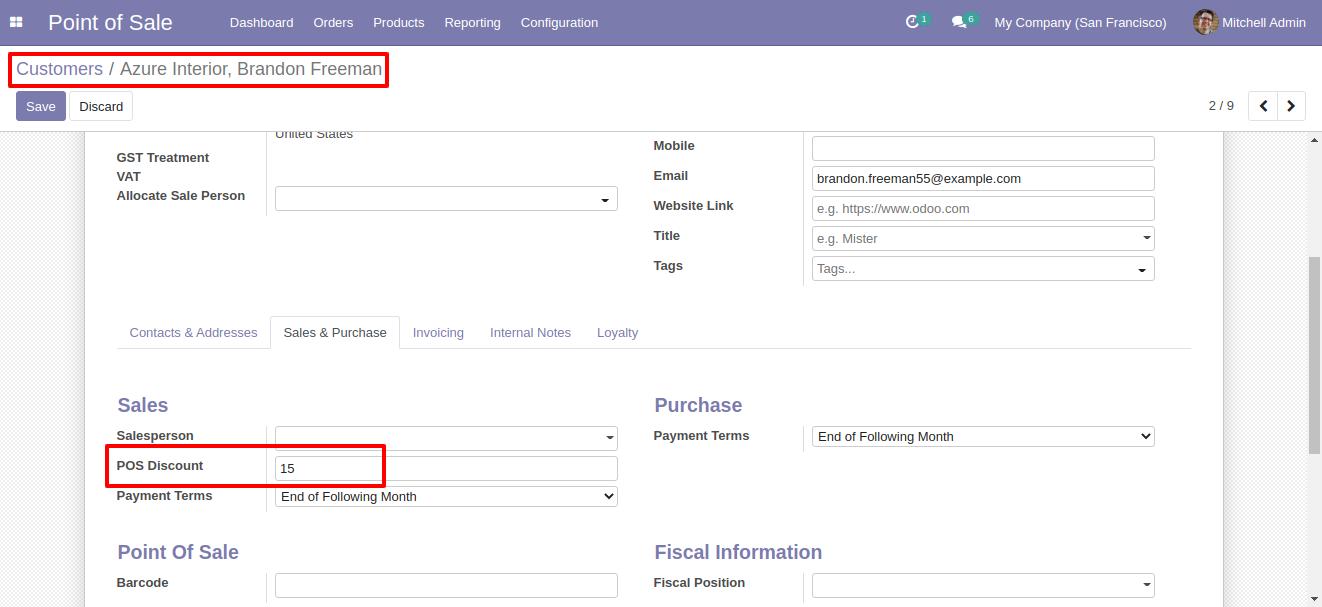 Point of Sale Dashboard Orders Products Reporting Configuration 1 6 My Company (San Francisco) Mitchell Admin
Customers / Azure Interior, Brandon Freeman
Save Discard 2 / 9
United States
GST Treatment
VAT
Allocate Sale Person
Mobile
Email brandon.freeman55@example.com
Website Link e.g. https://www.odoo.com
Title e.g. Mister
Tags Tags...
Contacts & Addresses Sales & Purchase Invoicing Internal Notes Loyalty
Sales
Salesperson
POS Discount 15
Payment Terms End of Following Month
Purchase
Payment Terms End of Following Month
Point Of Sale
Barcode
Fiscal Information
Fiscal Position